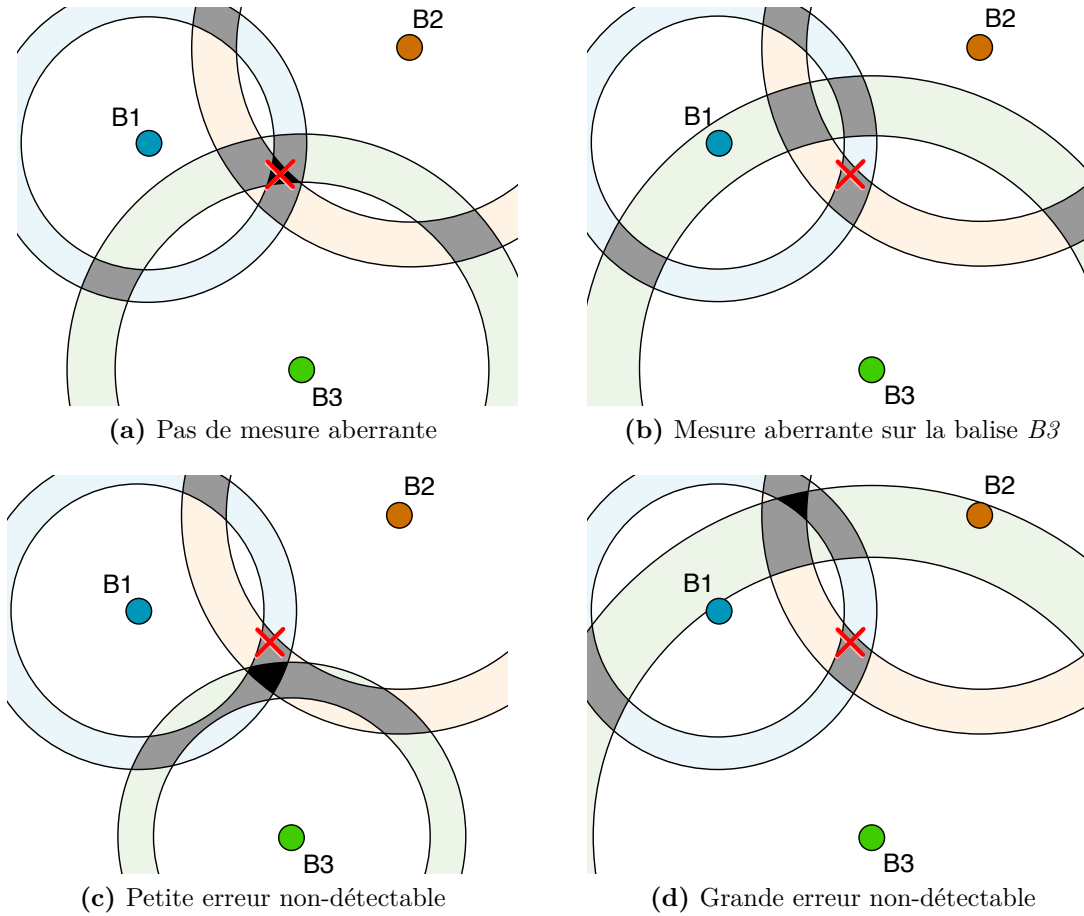 B2
B1
B3
(a) Pas de mesure aberrante
B2
B1
B3
(b) Mesure aberrante sur la balise B3
B2
B1
B3
(c) Petite erreur non-détectable
B2
B1
B3
(d) Grande erreur non-détectable